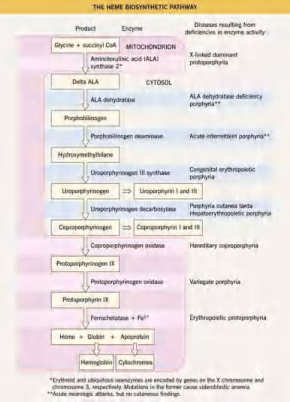 THE HEME BIOSYNTHETIC PATHWAY
Product Enzyme Diseases resulting from
deficiencies in enzyme activity
Glycine + succinyl CoA MITOCHONDRION
Aminolevulinic acid (ALA)
synthase 2* X-linked dominant
protoporphyria
Delta ALA CYTOSOL
ALA dehydratase ALA dehydratase deficiency
porphyria**
Porphobilinogen
Porphobilinogen deaminase Acute intermittent porphyria**
Hydroxymethylbilane
Uroporphyrinogen III synthase Congenital erythropoietic
porphyria
Uroporphyrinogen ⇒ Uroporphyrin I and III
Uroporphyrinogen decarboxylase Porphyria cutanea tarda
Hepatoerythropoietic porphyria
Coproporphyrinogen ⇒ Coproporphyrin I and III
Coproporphyrinogen oxidase Hereditary coproporphyria
Protoporphyrinogen IX
Protoporphyrinogen oxidase Variegate porphyria
Protoporphyrin IX
Ferrochelatase + Fe²⁺ Erythropoietic protoporphyria
Heme + Globin + Apoprotein
Hemoglobin Cytochromes
*Erythroid and ubiquitous isoenzymes are encoded by genes on the X chromosome and
chromosome 3, respectively. Mutations in the former cause sideroblastic anemia.
**Acute neurologic attacks, but no cutaneous findings.